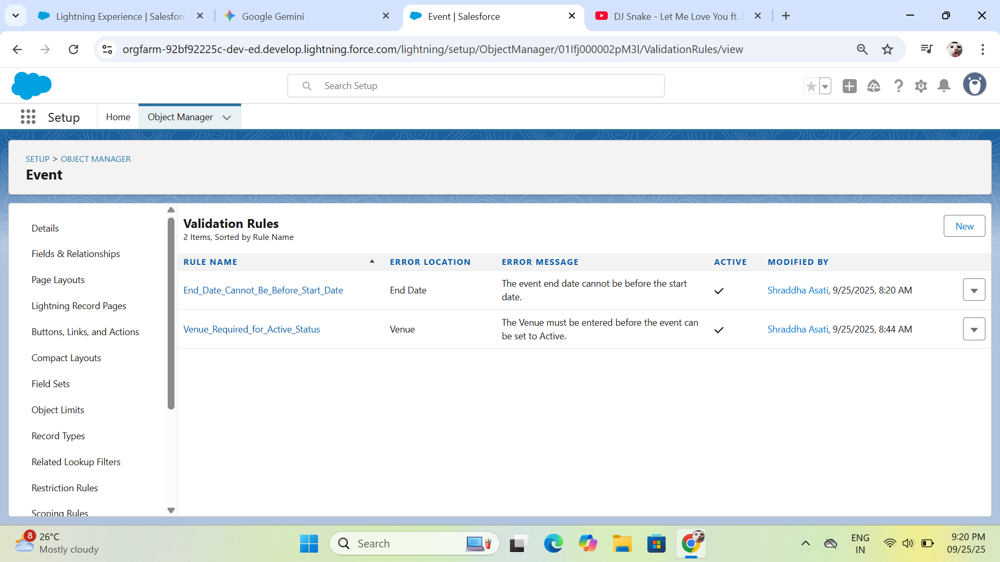 Lightning Experience | Salesforc
Google Gemini
Event | Salesforce
DJ Snake - Let Me Love You ft. J
orgfarm-92bf92225c-dev-ed.develop.lightning.force.com/lightning/setup/ObjectManager/01Ifj000002pM3l/ValidationRules/view
Search Setup
Setup
Home
Object Manager
SETUP > OBJECT MANAGER
Event
Details
Fields & Relationships
Page Layouts
Lightning Record Pages
Buttons, Links, and Actions
Compact Layouts
Field Sets
Object Limits
Record Types
Related Lookup Filters
Restriction Rules
Scoping Rules
Validation Rules
2 Items, Sorted by Rule Name
New
RULE NAME ERROR LOCATION ERROR MESSAGE ACTIVE MODIFIED BY
End_Date_Cannot_Be_Before_Start_Date End Date The event end date cannot be before the start
date. Shraddha Asati, 9/25/2025, 8:20 AM
Venue_Required_for_Active_Status Venue The Venue must be entered before the event can
be set to Active. Shraddha Asati, 9/25/2025, 8:44 AM
8
26°C
Mostly cloudy
Search
ENG
IN
9:20 PM
09/25/25